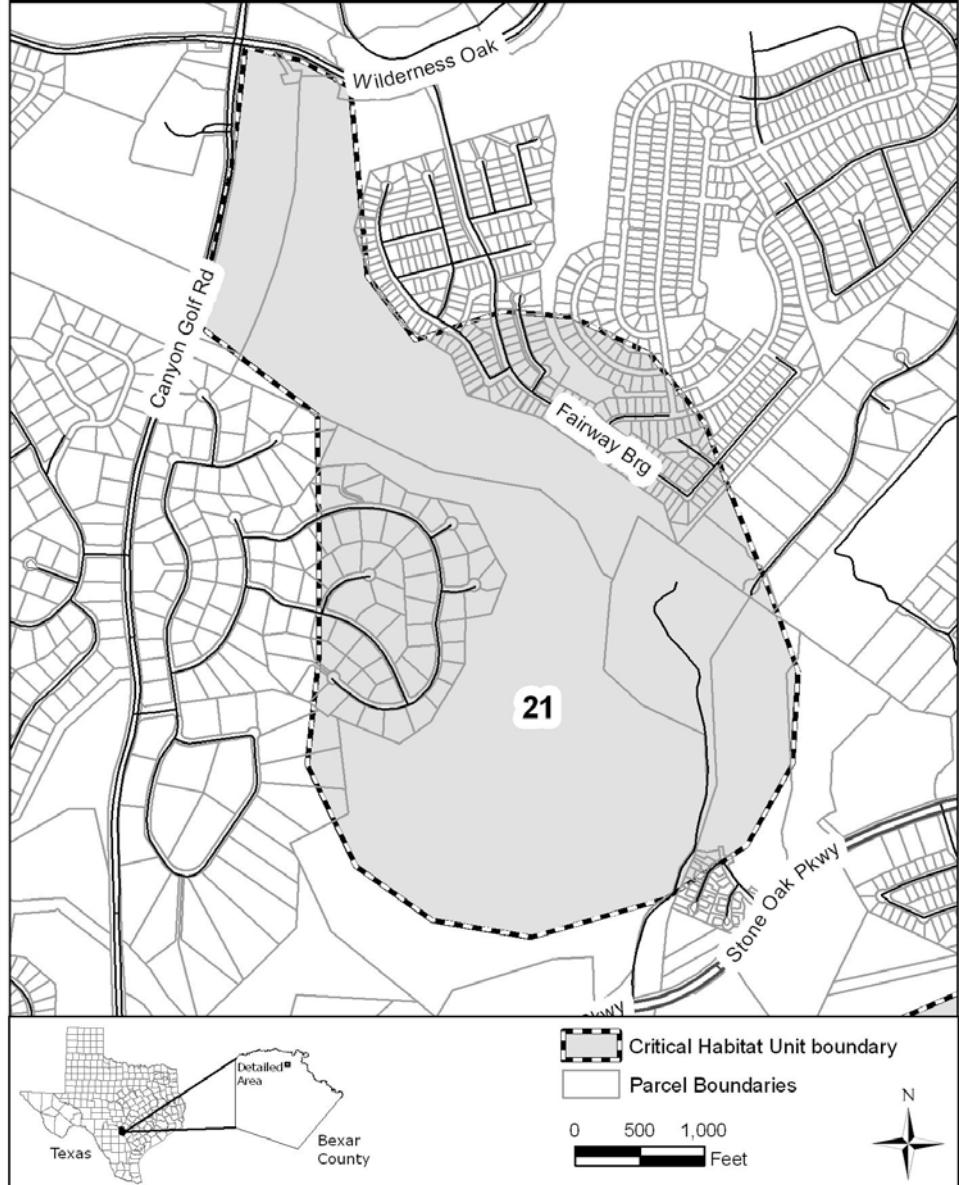 Wilderness Oak
Canyon Golf Rd
Fairway Brg
21
Stone Oak Pkwy
Pkwy
Detailed
Area
Texas
Bexar
County
Critical Habitat Unit boundary
Parcel Boundaries
0 500 1,000
Feet
N